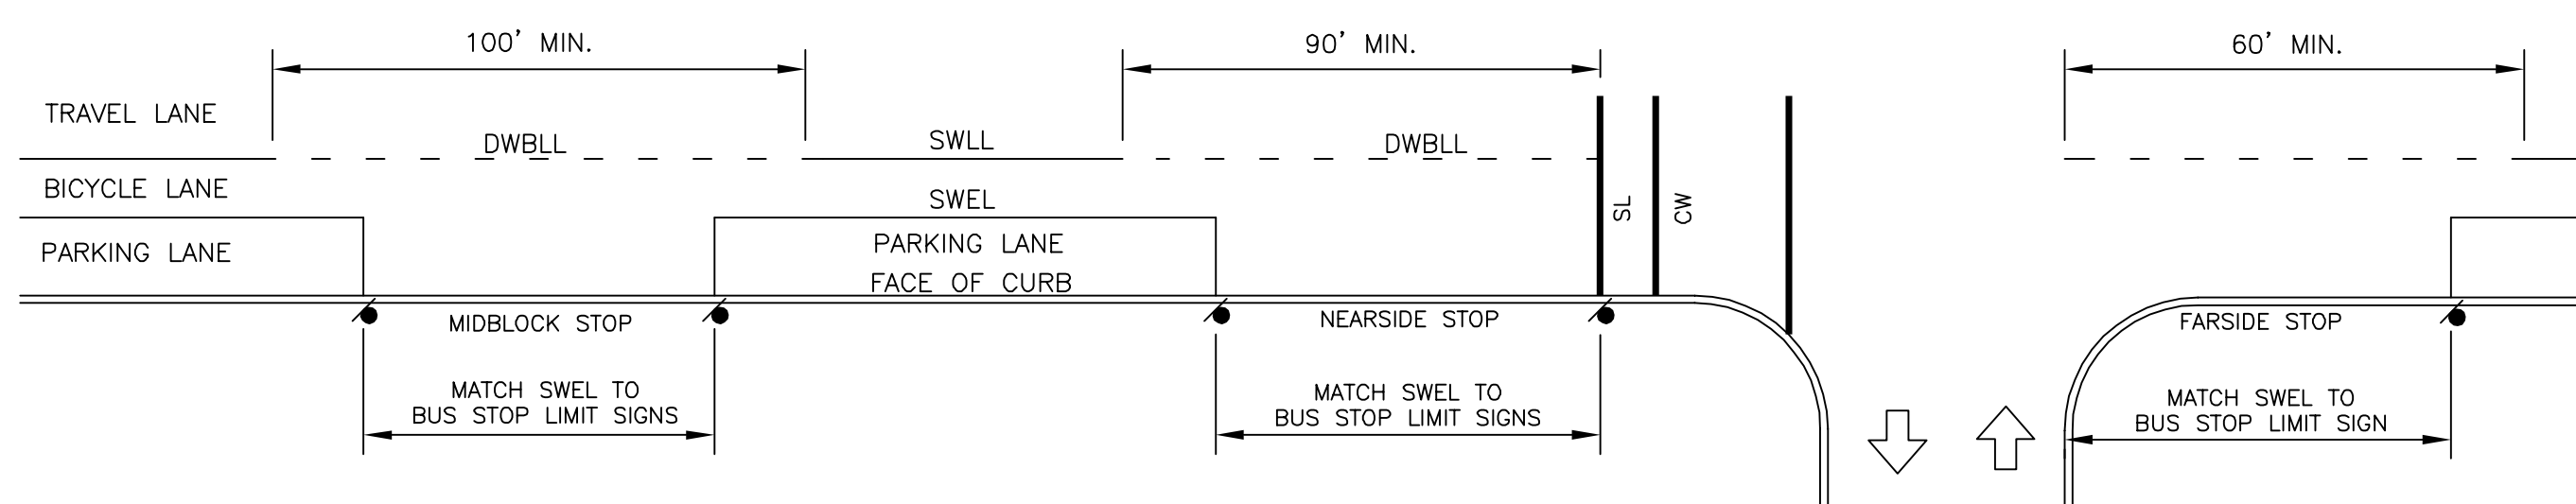 100' MIN.
90' MIN.
60' MIN.
TRAVEL LANE
DWBLL
SWLL
DWBLL
BICYCLE LANE
SWEL
SL
CW
PARKING LANE
PARKING LANE
FACE OF CURB
MIDBLOCK STOP
NEARSIDE STOP
FARSIDE STOP
MATCH SWEL TO
BUS STOP LIMIT SIGNS
MATCH SWEL TO
BUS STOP LIMIT SIGNS
MATCH SWEL TO
BUS STOP LIMIT SIGN